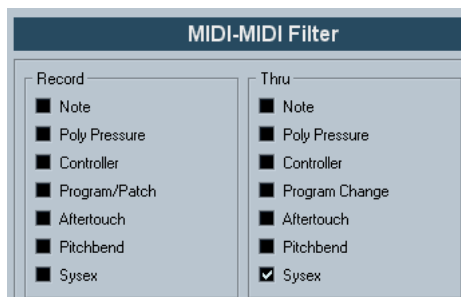 MIDI-MIDI Filter
Record
Note
Poly Pressure
Controller
Program/Patch
Aftertouch
Pitchbend
Sysex
Thru
Note
Poly Pressure
Controller
Program Change
Aftertouch
Pitchbend
Sysex